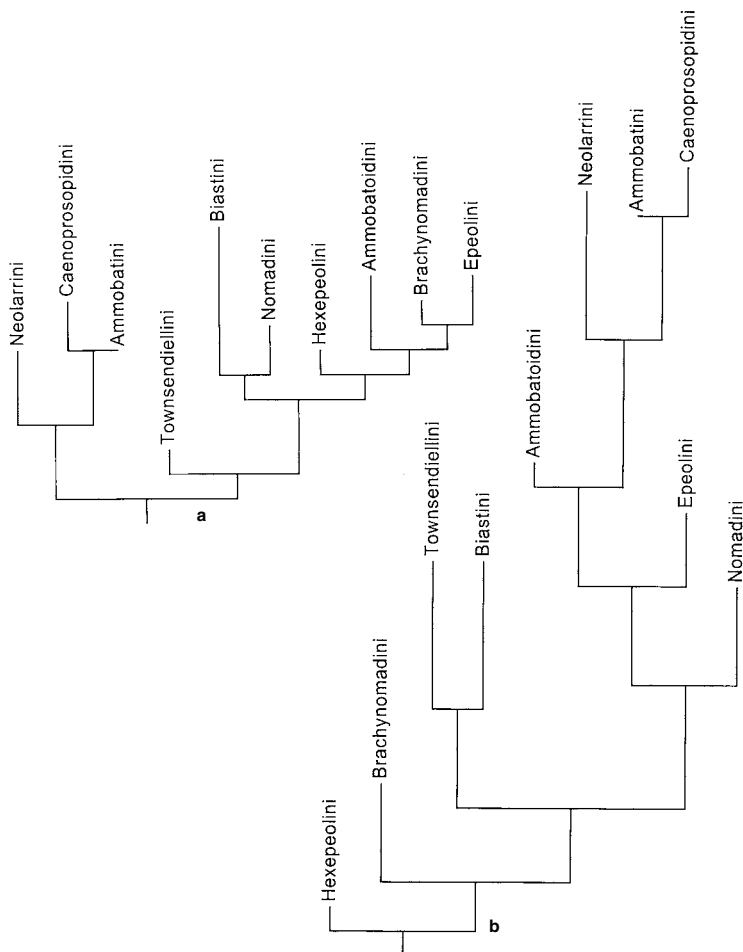 Neolarrini
Caenoprosopidini
Ammobatini
Townsendiellini
Biastini
Nomadini
Hexepeolini
Ammobatoidini
Brachynomadini
Epeolini
a
Hexepeolini
Brachynomadini
Townsendiellini
Biastini
Ammobatoidini
Neolarrini
Ammobatini
Caenoprosopidini
Epeolini
Nomadini
b